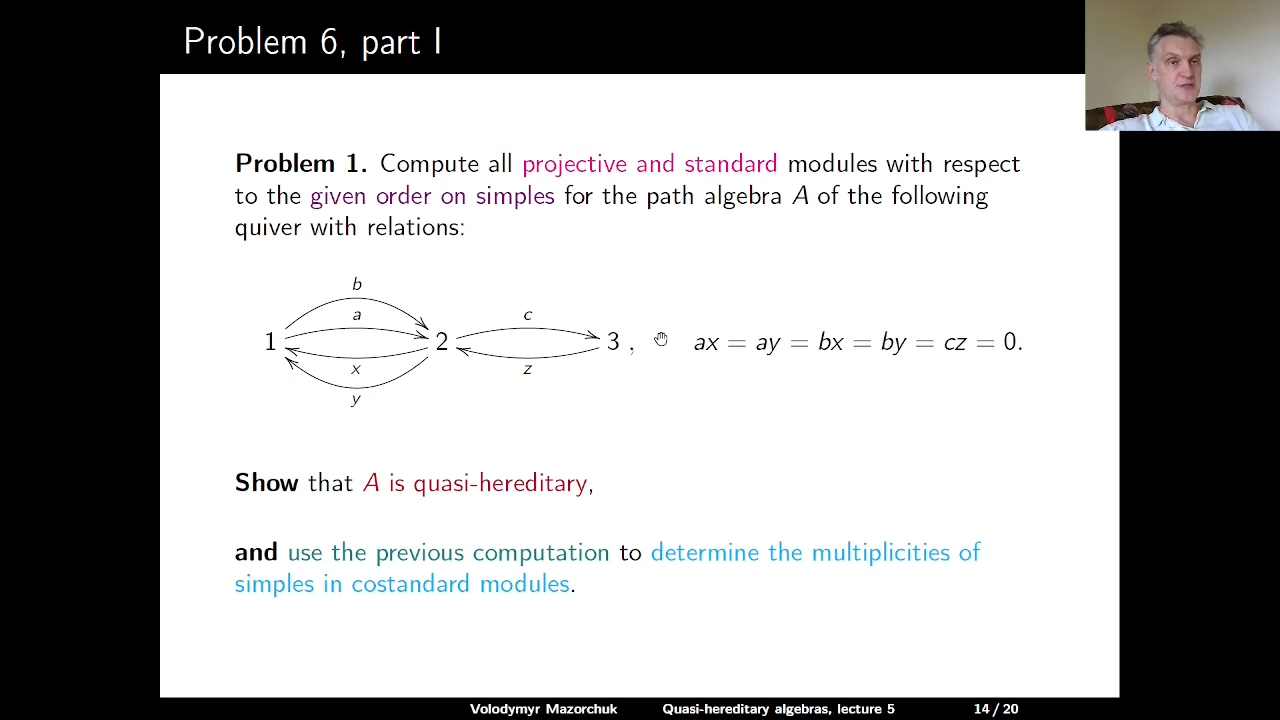 Problem 6, part I
Problem 1. Compute all projective and standard modules with respect
to the given order on simples for the path algebra A of the following
quiver with relations:
b
a
c
1 2 3 , ax = ay = bx = by = cz = 0.
x
z
y
Show that A is quasi-hereditary,
and use the previous computation to determine the multiplicities of
simples in costandard modules.
Volodymyr Mazorchuk Quasi-hereditary algebras, lecture 5 14 / 20